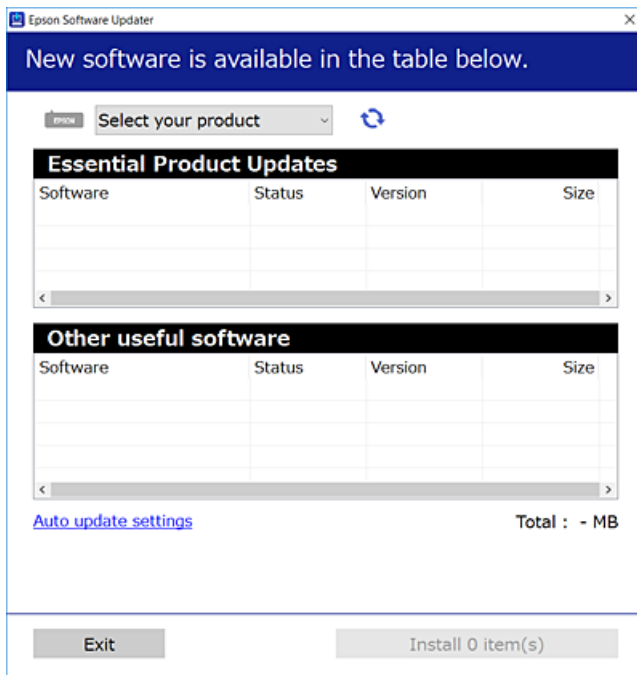 Epson Software Updater
New software is available in the table below.
EPSON Select your product
Essential Product Updates
Software Status Version Size
Other useful software
Software Status Version Size
Auto update settings Total : - MB
Exit Install 0 item(s)